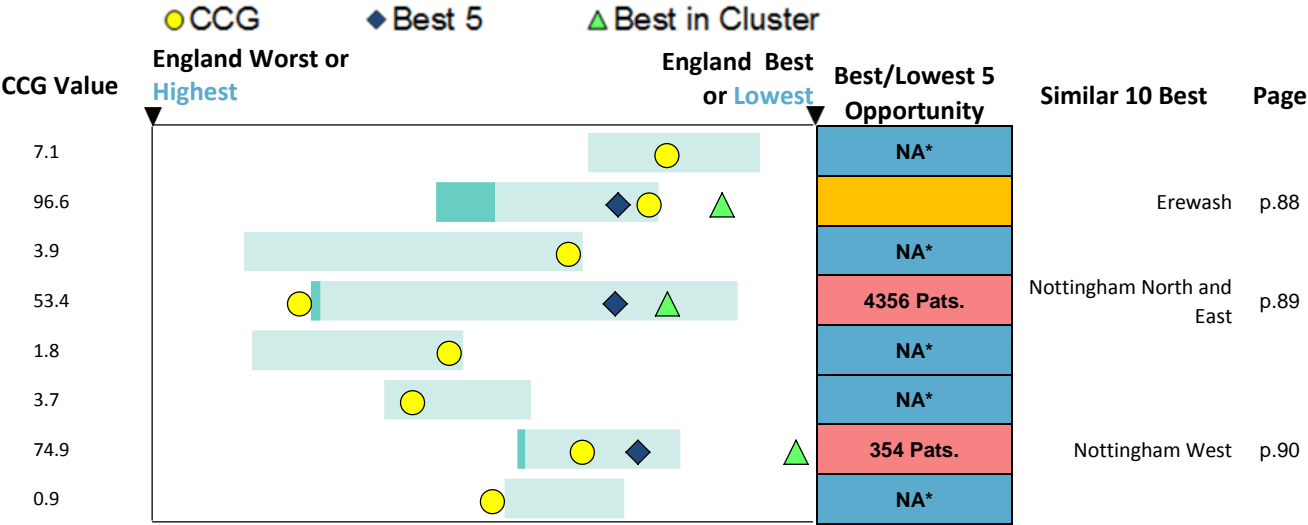 CCG Best 5 Best in Cluster
England Worst or
Highest
England Best
or Lowest
CCG Value
Best/Lowest 5
Opportunity
Similar 10 Best
Page
7.1 NA*
96.6 Erewash p.88
3.9 NA*
53.4 4356 Pats. Nottingham North and
East p.89
1.8 NA*
3.7 NA*
74.9 354 Pats. Nottingham West p.90
0.9 NA*